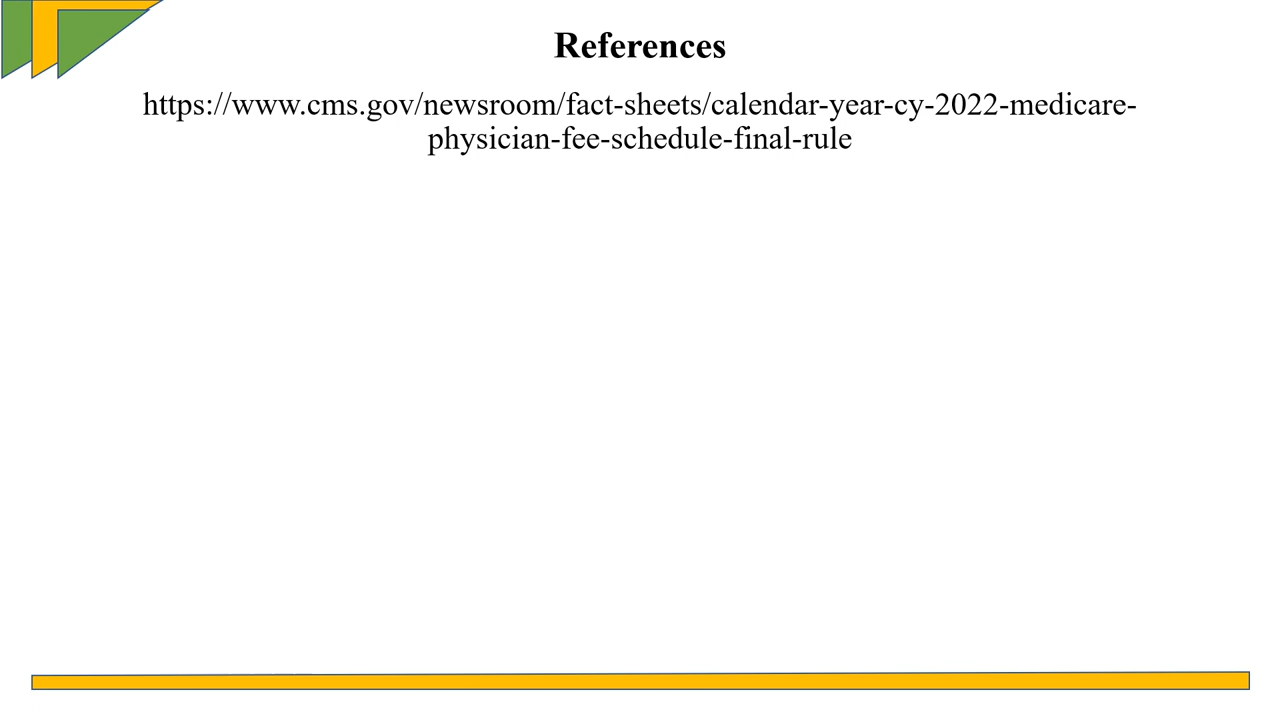 References
https://www.cms.gov/newsroom/fact-sheets/calendar-year-cy-2022-medicare-
physician-fee-schedule-final-rule